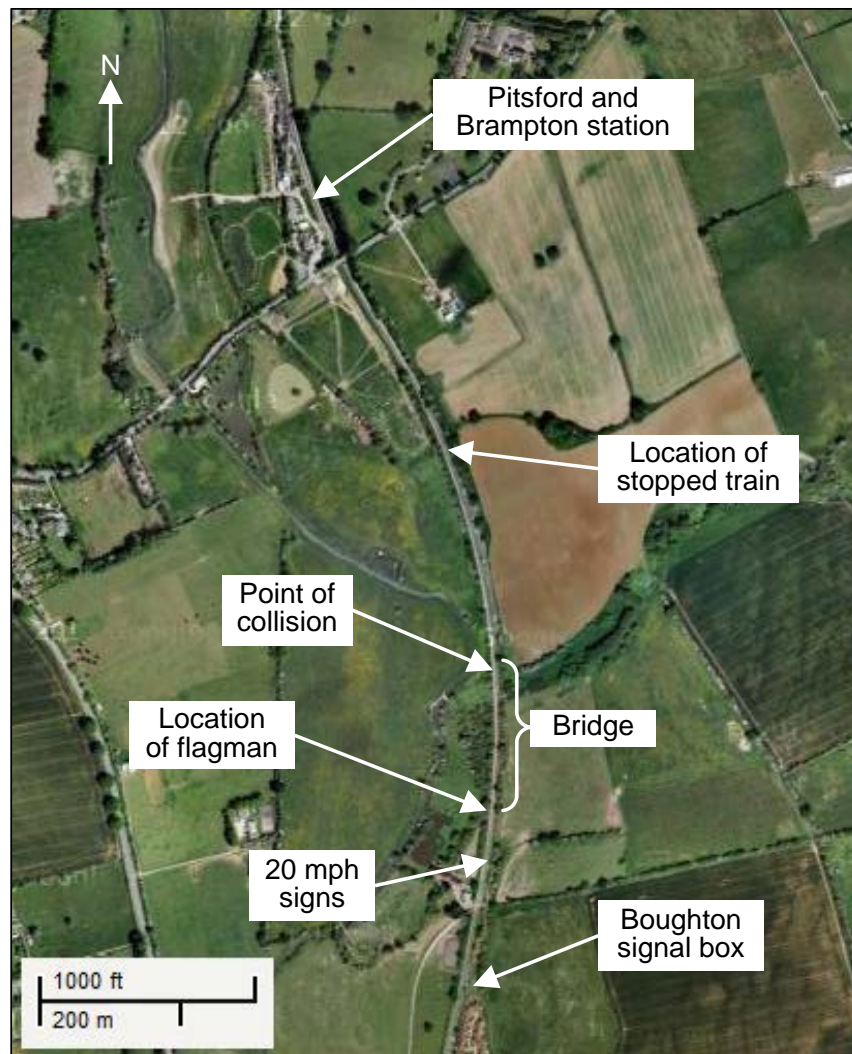 N
Pitsford and
Brampton station
Location of
stopped train
Point of
collision
Location
of flagman
Bridge
20 mph
signs
Boughton
signal box
1000 ft
200 m